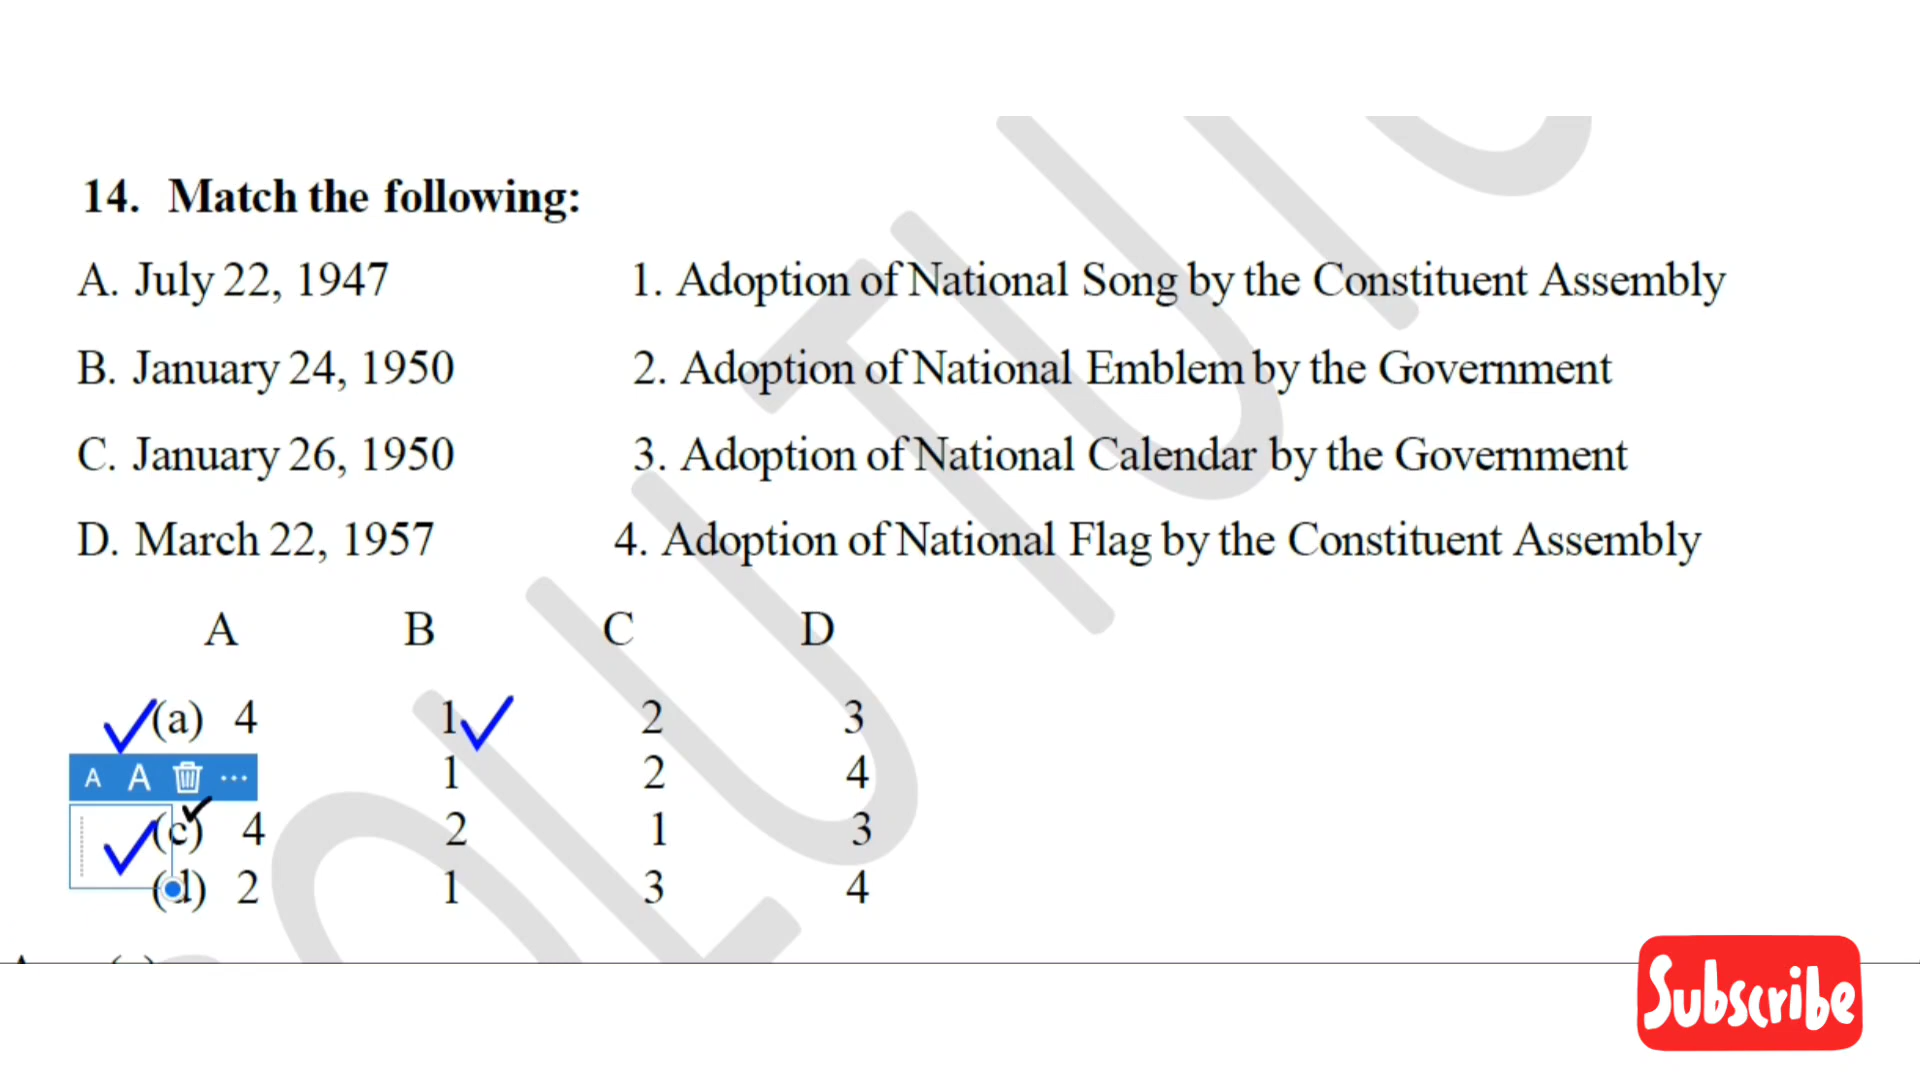 14. Match the following:
A. July 22, 1947 1. Adoption of National Song by the Constituent Assembly
B. January 24, 1950 2. Adoption of National Emblem by the Government
C. January 26, 1950 3. Adoption of National Calendar by the Government
D. March 22, 1957 4. Adoption of National Flag by the Constituent Assembly
A B C D
(a) 4 1 2 3
A A ... 1 2 4
(c) 4 2 1 3
(d) 2 1 3 4
Subscribe